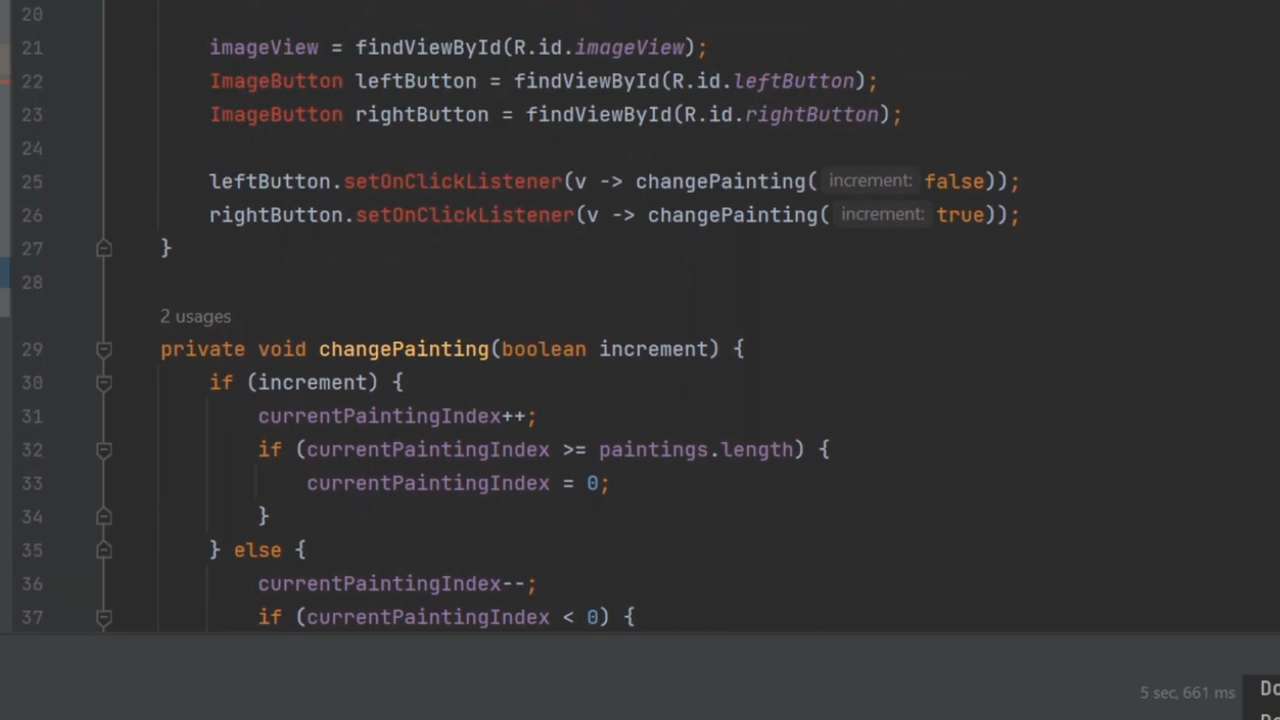 20
21 imageView = findViewById(R.id.imageView);
22 ImageButton leftButton = findViewById(R.id.leftButton);
23 ImageButton rightButton = findViewById(R.id.rightButton);
24
25 leftButton.setOnClickListener(v -> changePainting( increment: false));
26 rightButton.setOnClickListener(v -> changePainting( increment: true));
27 }
28
2 usages
29 private void changePainting(boolean increment) {
30 if (increment) {
31 currentPaintingIndex++;
32 if (currentPaintingIndex >= paintings.length) {
33 currentPaintingIndex = 0;
34 }
35 } else {
36 currentPaintingIndex--;
37 if (currentPaintingIndex < 0) {
5 sec, 661 ms